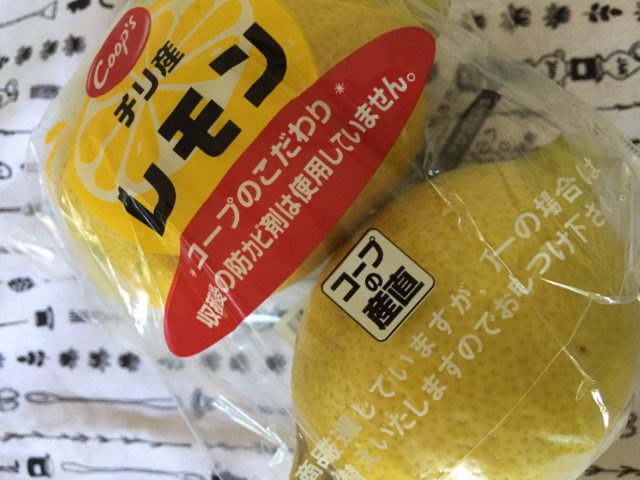 Coop's
チリ産
レモン
*コープのこだわり*
収穫後の防カビ剤は使用していません。
コープの
産直
商品 選していますが 一の場合は
替えいたしますのでお申しつけ下さ